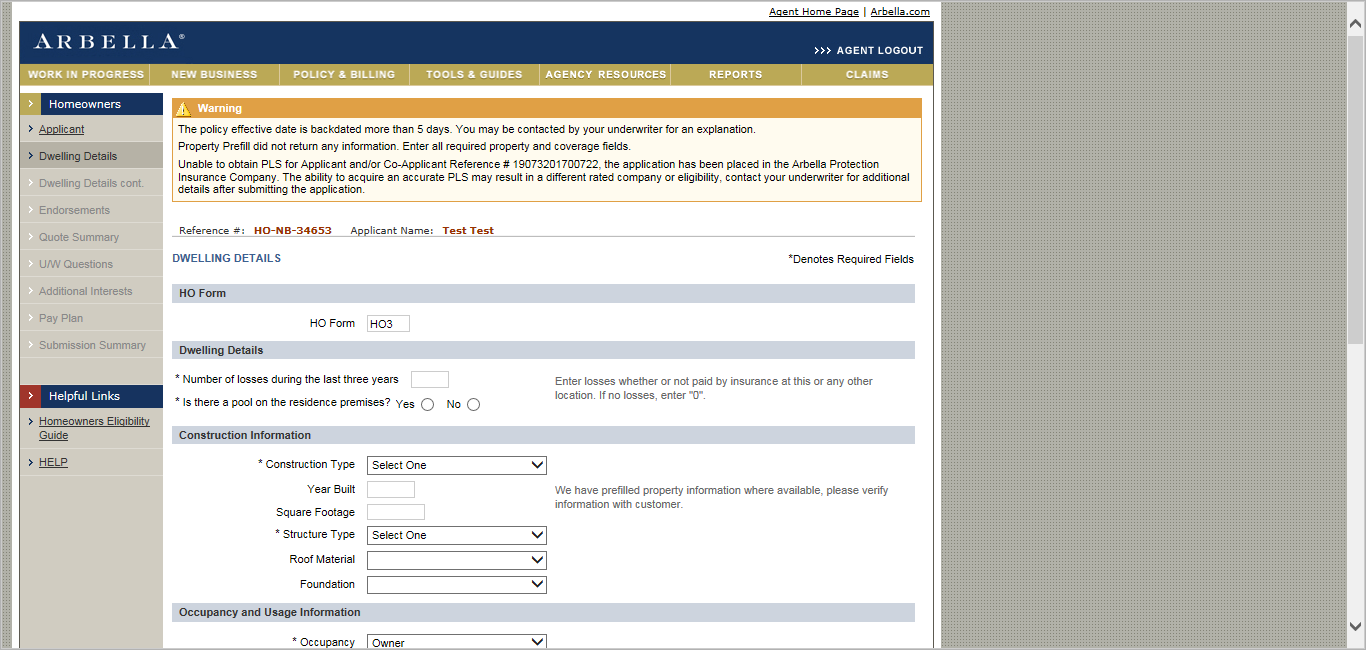 Agent Home Page | Arbella.com
ARBELLA®
>>> AGENT LOGOUT
WORK IN PROGRESS NEW BUSINESS POLICY & BILLING TOOLS & GUIDES AGENCY RESOURCES REPORTS CLAIMS
Homeowners
Applicant
Dwelling Details
Dwelling Details cont.
Endorsements
Quote Summary
U/W Questions
Additional Interests
Pay Plan
Submission Summary
Helpful Links
Homeowners Eligibility
Guide
HELP
Warning
The policy effective date is backdated more than 5 days. You may be contacted by your underwriter for an explanation.
Property Prefill did not return any information. Enter all required property and coverage fields.
Unable to obtain PLS for Applicant and/or Co-Applicant Reference # 19073201700722, the application has been placed in the Arbella Protection
Insurance Company. The ability to acquire an accurate PLS may result in a different rated company or eligibility, contact your underwriter for additional
details after submitting the application.
Reference #: HO-NB-34653 Applicant Name: Test Test
DWELLING DETAILS
*Denotes Required Fields
HO Form
HO Form HO3
Dwelling Details
* Number of losses during the last three years
Enter losses whether or not paid by insurance at this or any other
location. If no losses, enter "0".
* Is there a pool on the residence premises? Yes No
Construction Information
* Construction Type Select One
Year Built
We have prefilled property information where available, please verify
information with customer.
Square Footage
* Structure Type Select One
Roof Material
Foundation
Occupancy and Usage Information
* Occupancy Owner